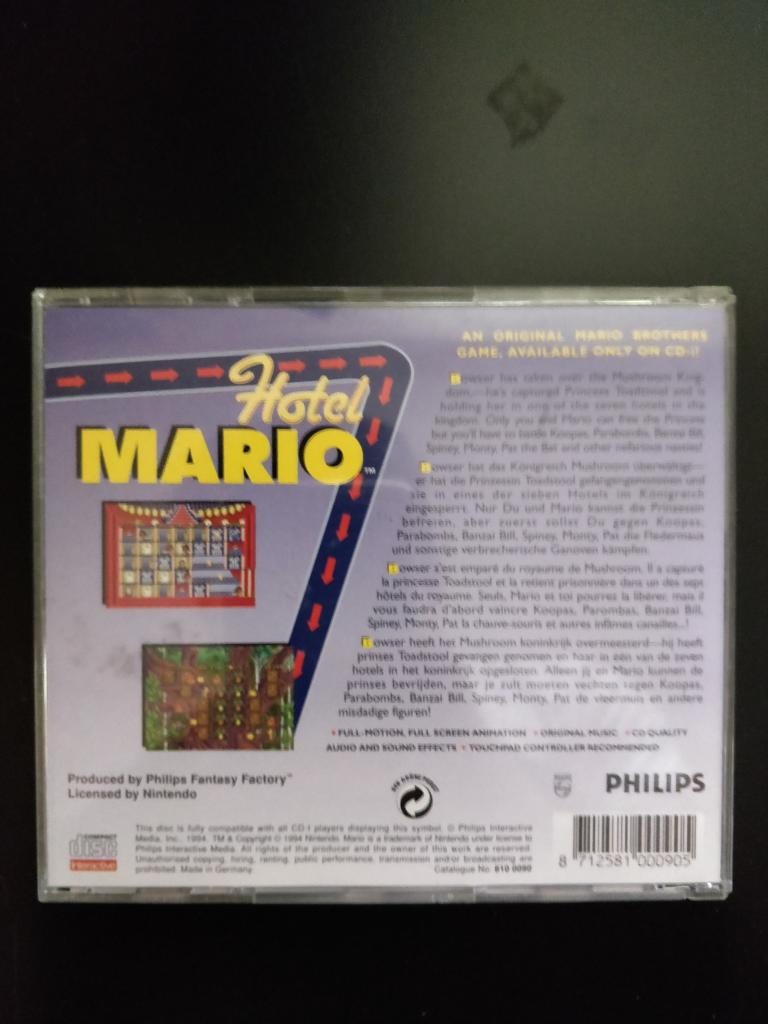 AN ORIGINAL MARIO BROTHERS
GAME, AVAILABLE ONLY ON CD-i!
Hotel
MARIO™
Bowser has taken over the Mushroom King-
dom,—he's captured Princess Toadstool and is
holding her in one of the seven hotels in the
kingdom. Only you and Mario can free the Princess
but you'll have to battle Koopas, Parabombs, Banzai Bill,
Spiney, Monty, Pat the Bat and other nefarious nasties!
Bowser hat das Königreich Mushroom überwältigt—
er hat die Prinzessin Toadstool gefangengenommen und
sie in eines der sieben Hotels im Königreich
eingesperrt. Nur Du und Mario kannst die Prinzessin
befreien, aber zuerst sollst Du gegen Koopas,
Parabombs, Banzai Bill, Spiney, Monty, Pat die Fledermaus
und sonstige verbrecherische Ganoven kämpfen.
Bowser s'est emparé du royaume de Mushroom. Il a capturé
la princesse Toadstool et la retient prisonnière dans un des sept
hôtels du royaume. Seuls, Mario et toi pourrez la libérer, mais il
vous faudra d'abord vaincre Koopas, Parombas, Banzai Bill,
Spiney, Monty, Pat la chauve-souris et autres infâmes canailles...!
Bowser heeft het Mushroom koninkrijk overmeesterd—hij heeft
prinses Toadstool gevangen genomen en haar in een van de zeven
hotels in het koninkrijk opgesloten. Alleen jij en Mario kunnen de
prinses bevrijden, maar je zult moeten vechten tegen Koopas,
Parabombs, Banzai Bill, Spiney, Monty, Pat de vleermuis en andere
misdadige figuren!
• FULL-MOTION, FULL SCREEN ANIMATION • ORIGINAL MUSIC • CD QUALITY
AUDIO AND SOUND EFFECTS • TOUCHPAD CONTROLLER RECOMMENDED
Produced by Philips Fantasy Factory™
Licensed by Nintendo
DER GRÜNE PUNKT
PHILIPS
COMPACT
disc
Interactive
This disc is fully compatible with all CD-I players displaying this symbol. © Philips Interactive
Media, Inc., 1994. TM & Copyright © 1994 Nintendo. Mario is a trademark of Nintendo under license to
Philips Interactive Media. All rights of the producer and the owner of this work are reserved.
Unauthorised copying, hiring, renting, public performance, transmission and/or broadcasting are
prohibited. Made in Germany. Catalogue No. 810 0090
8 712581 000905